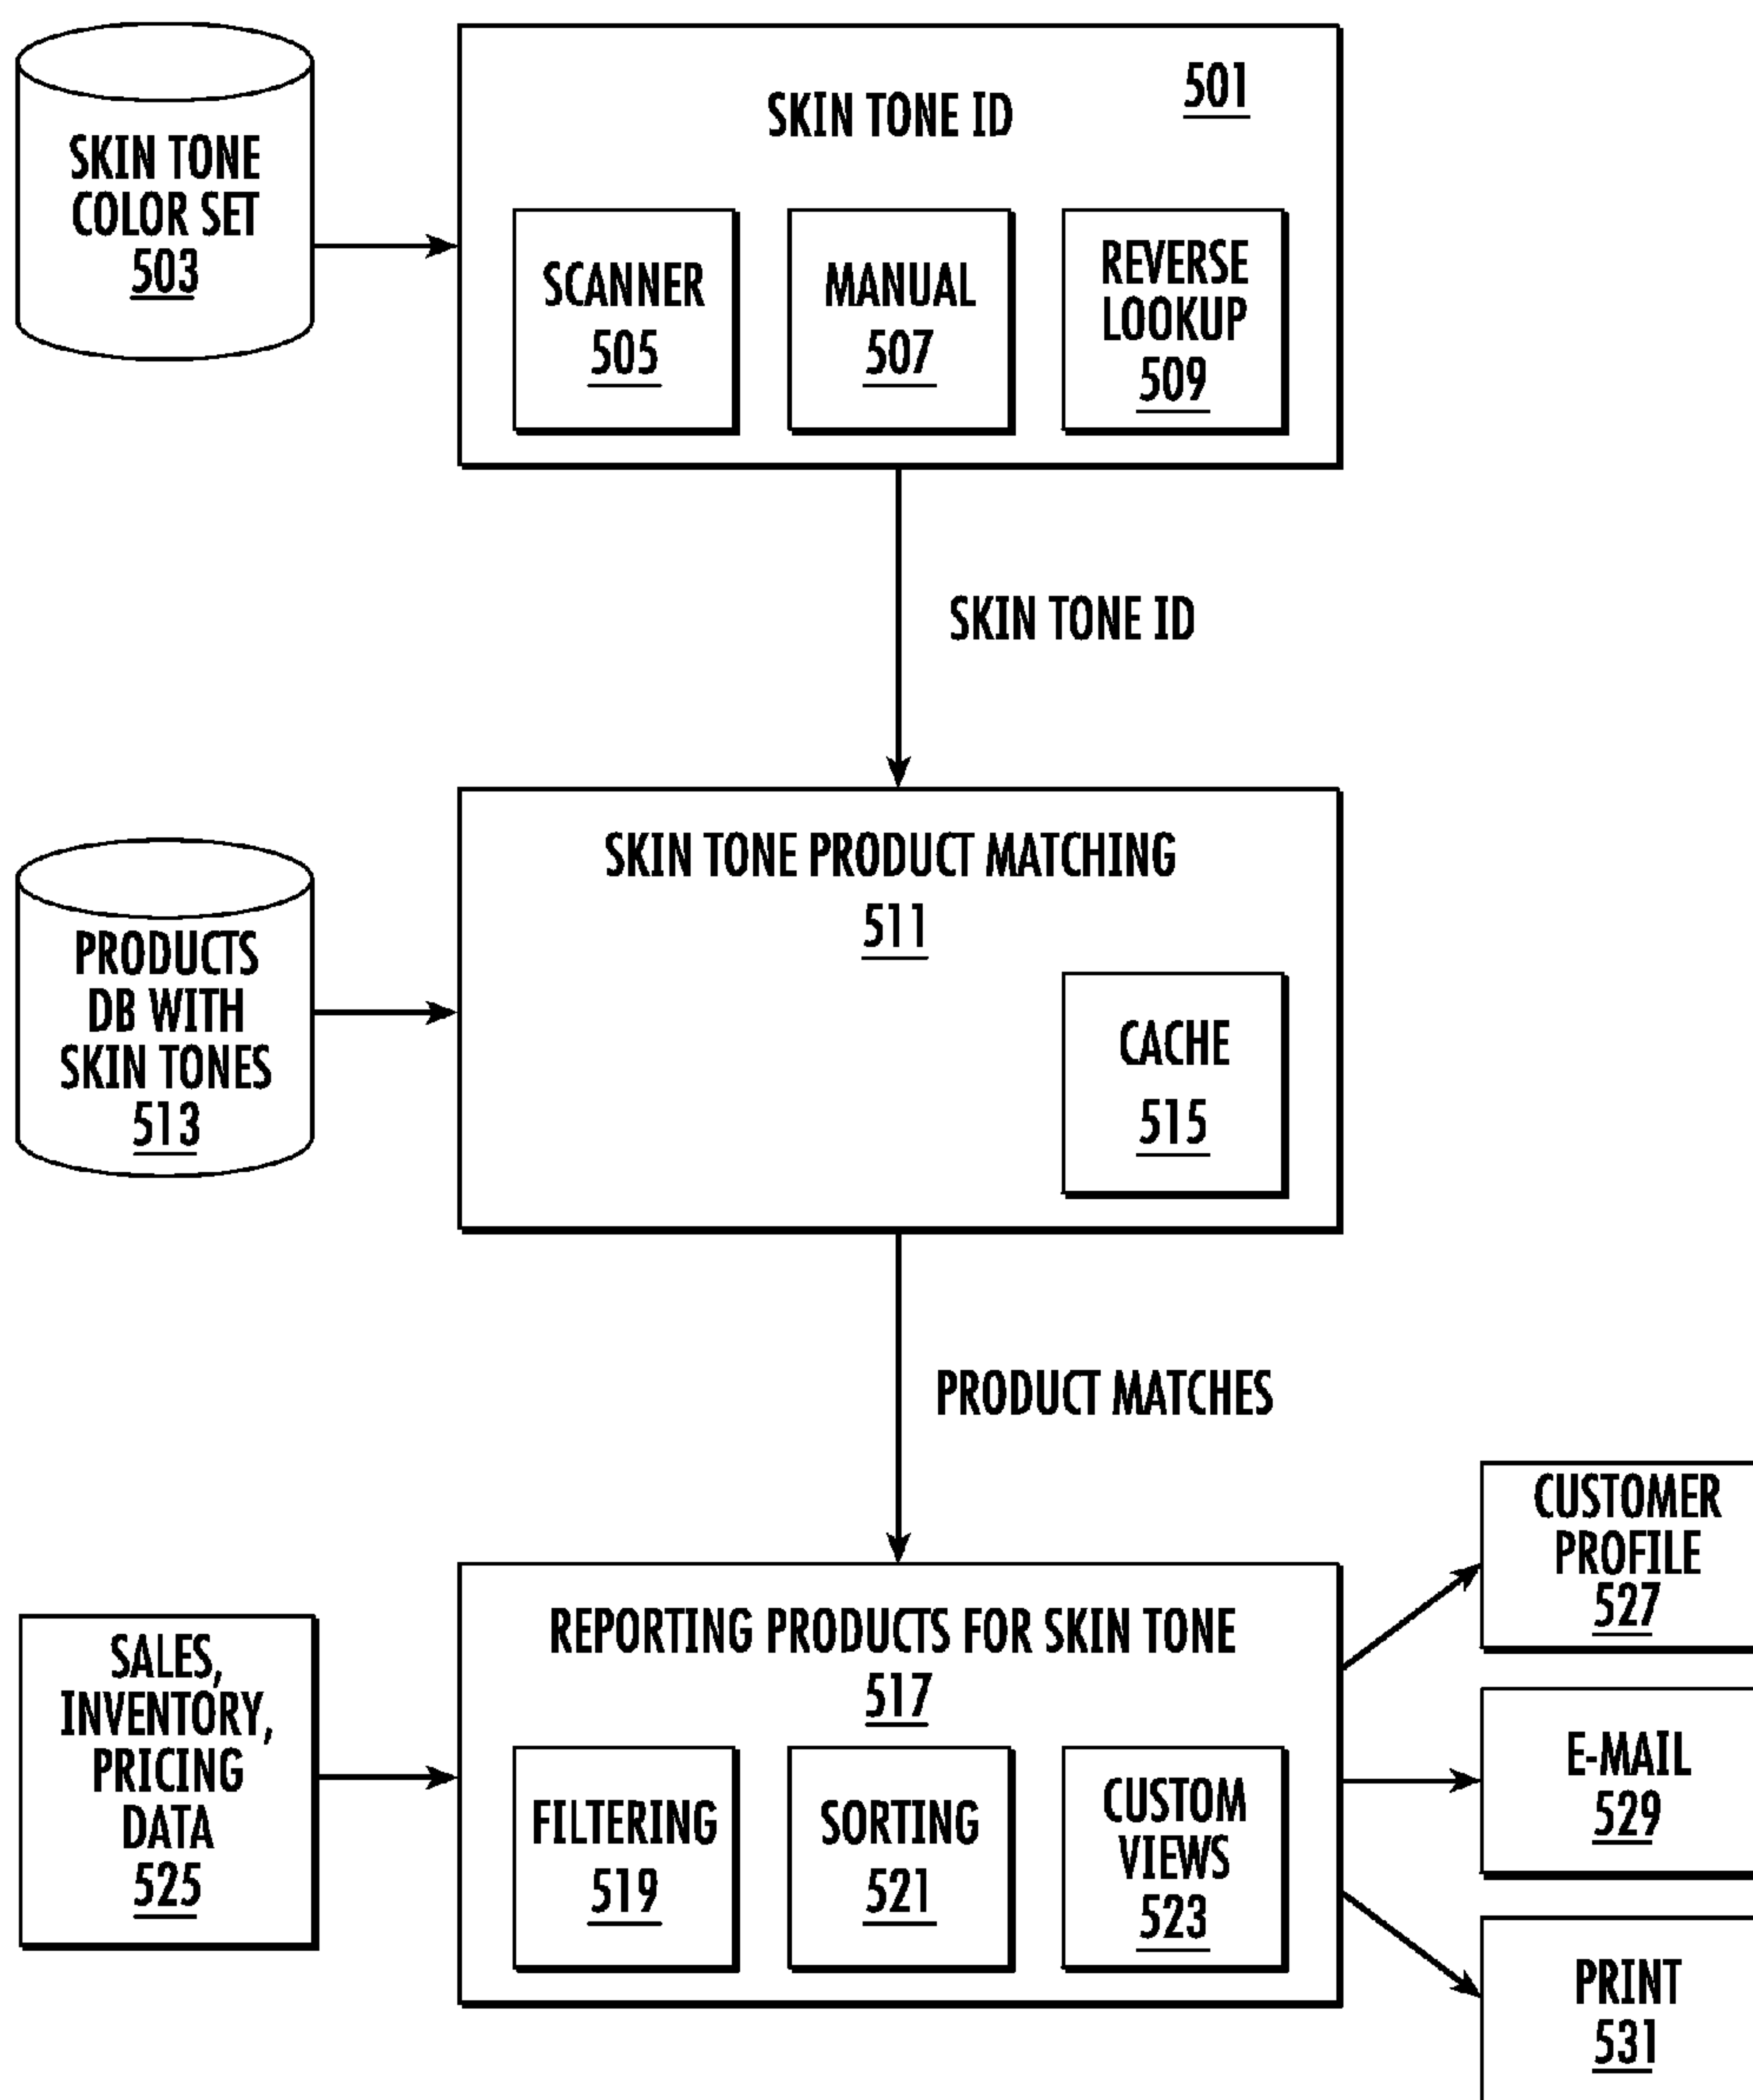 SKIN TONE
COLOR SET
503
SKIN TONE ID
501
SCANNER
505
MANUAL
507
REVERSE
LOOKUP
509
SKIN TONE ID
PRODUCTS
DB WITH
SKIN TONES
513
SKIN TONE PRODUCT MATCHING
511
CACHE
515
PRODUCT MATCHES
SALES,
INVENTORY,
PRICING
DATA
525
REPORTING PRODUCTS FOR SKIN TONE
517
FILTERING
519
SORTING
521
CUSTOM
VIEWS
523
CUSTOMER
PROFILE
527
E-MAIL
529
PRINT
531